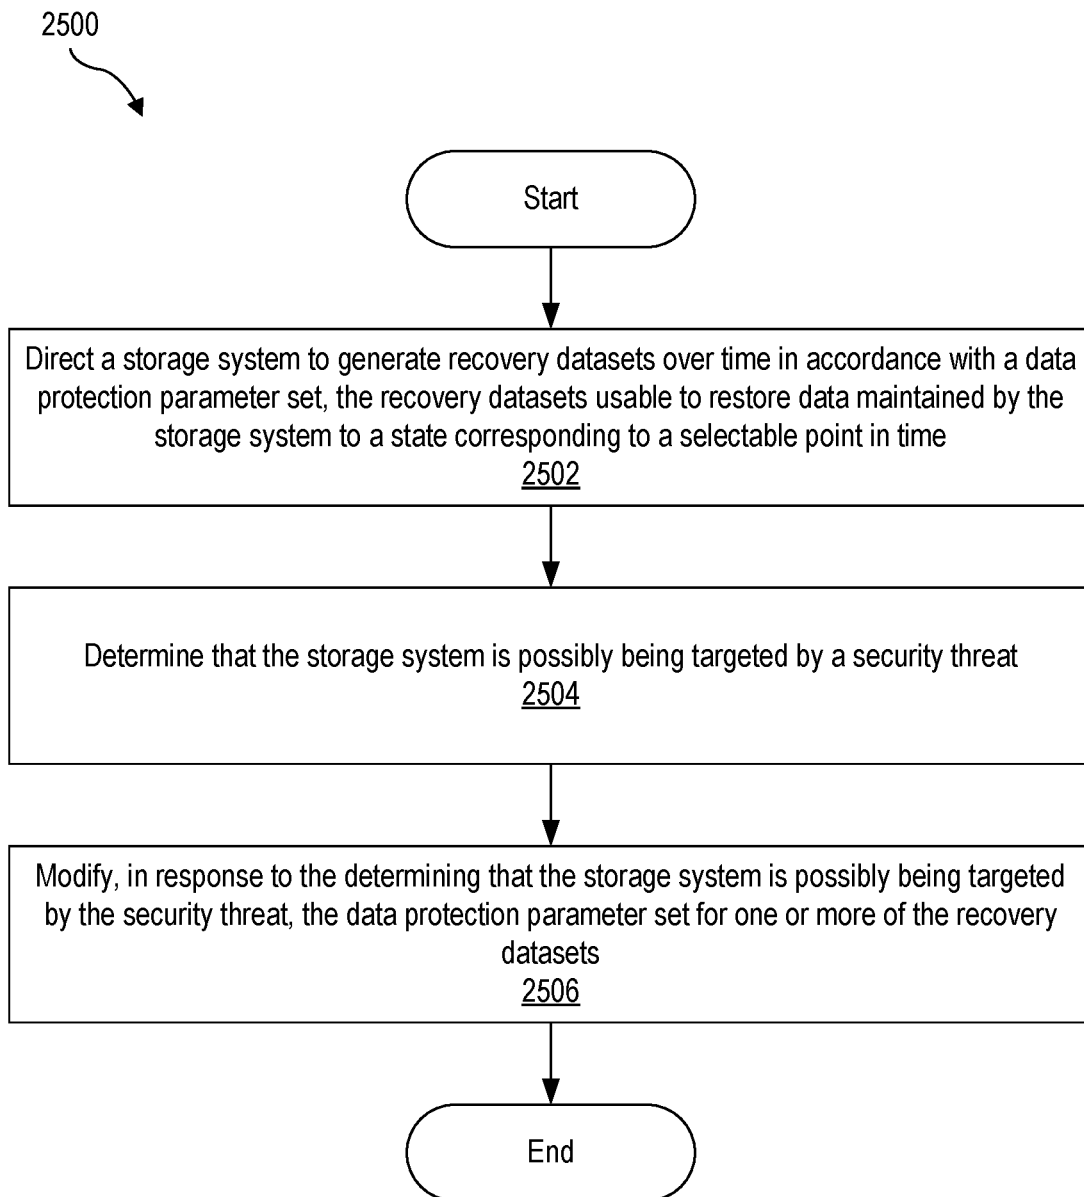 2500
Start
Direct a storage system to generate recovery datasets over time in accordance with a data
protection parameter set, the recovery datasets usable to restore data maintained by the
storage system to a state corresponding to a selectable point in time
2502
Determine that the storage system is possibly being targeted by a security threat
2504
Modify, in response to the determining that the storage system is possibly being targeted
by the security threat, the data protection parameter set for one or more of the recovery
datasets
2506
End